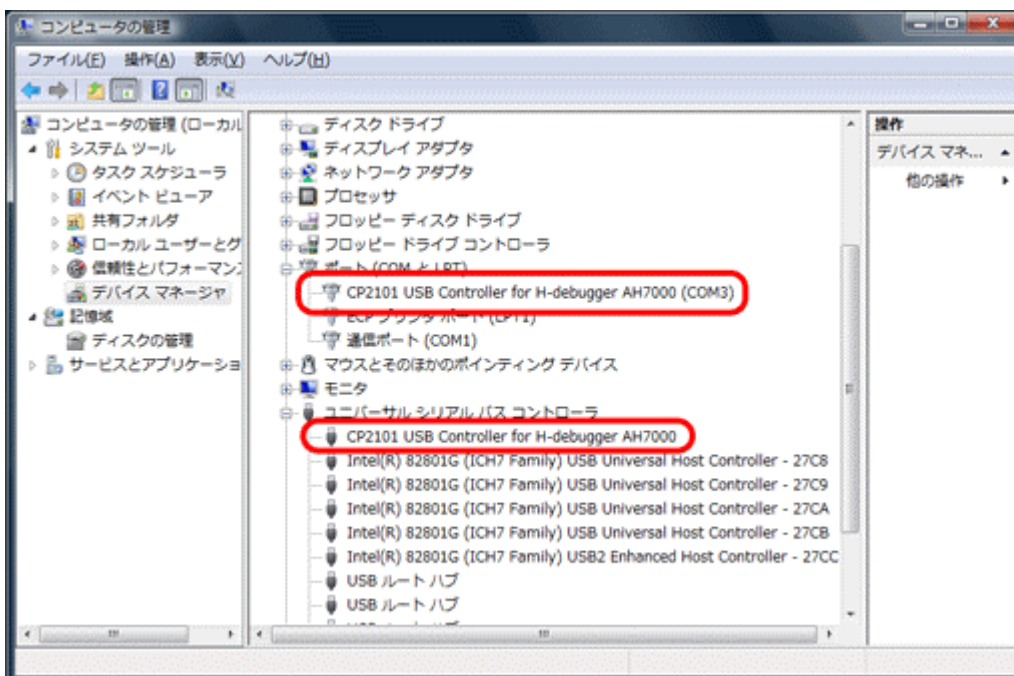 コンピュータの管理
ファイル(F) 操作(A) 表示(V) ヘルプ(H)
コンピュータの管理 (ローカル
システム ツール
タスク スケジューラ
イベント ビューア
共有フォルダ
ローカル ユーザーとグ
信頼性とパフォーマン
デバイス マネージャ
記憶域
ディスクの管理
サービスとアプリケーショ
ディスク ドライブ
ディスプレイ アダプタ
ネットワーク アダプタ
プロセッサ
フロッピー ディスク ドライブ
フロッピー ドライブ コントローラ
ポート (COM と LPT)
CP2101 USB Controller for H-debugger AH7000 (COM3)
ECP プリンタ ポート (LPT1)
通信ポート (COM1)
マウスとそのほかのポインティング デバイス
モニタ
ユニバーサル シリアル バス コントローラ
CP2101 USB Controller for H-debugger AH7000
Intel(R) 82801G (ICH7 Family) USB Universal Host Controller - 27C8
Intel(R) 82801G (ICH7 Family) USB Universal Host Controller - 27C9
Intel(R) 82801G (ICH7 Family) USB Universal Host Controller - 27CA
Intel(R) 82801G (ICH7 Family) USB Universal Host Controller - 27CB
Intel(R) 82801G (ICH7 Family) USB2 Enhanced Host Controller - 27CC
USB ルート ハブ
USB ルート ハブ
操作
デバイス マネ...
他の操作